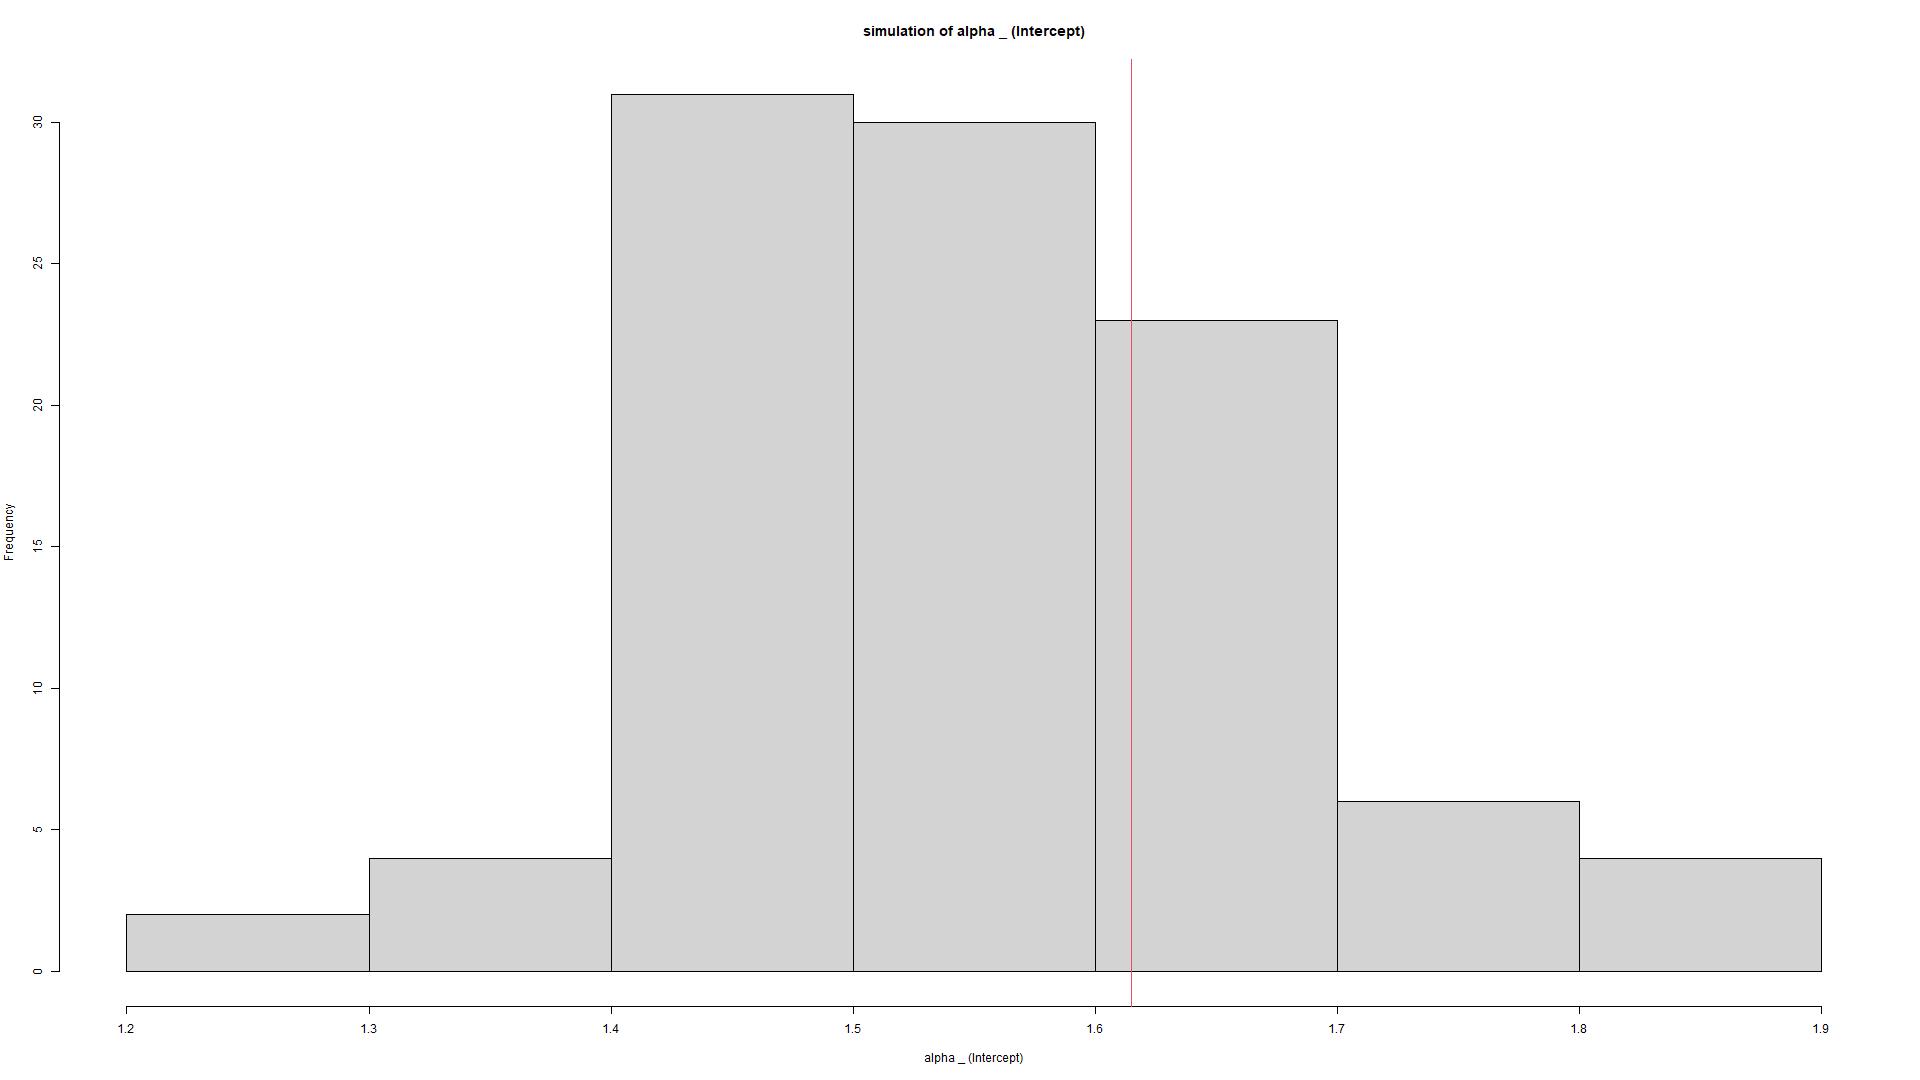 simulation of alpha _ (Intercept)
Frequency
30
25
20
15
10
5
0
1.2 1.3 1.4 1.5 1.6 1.7 1.8 1.9
alpha _ (Intercept)